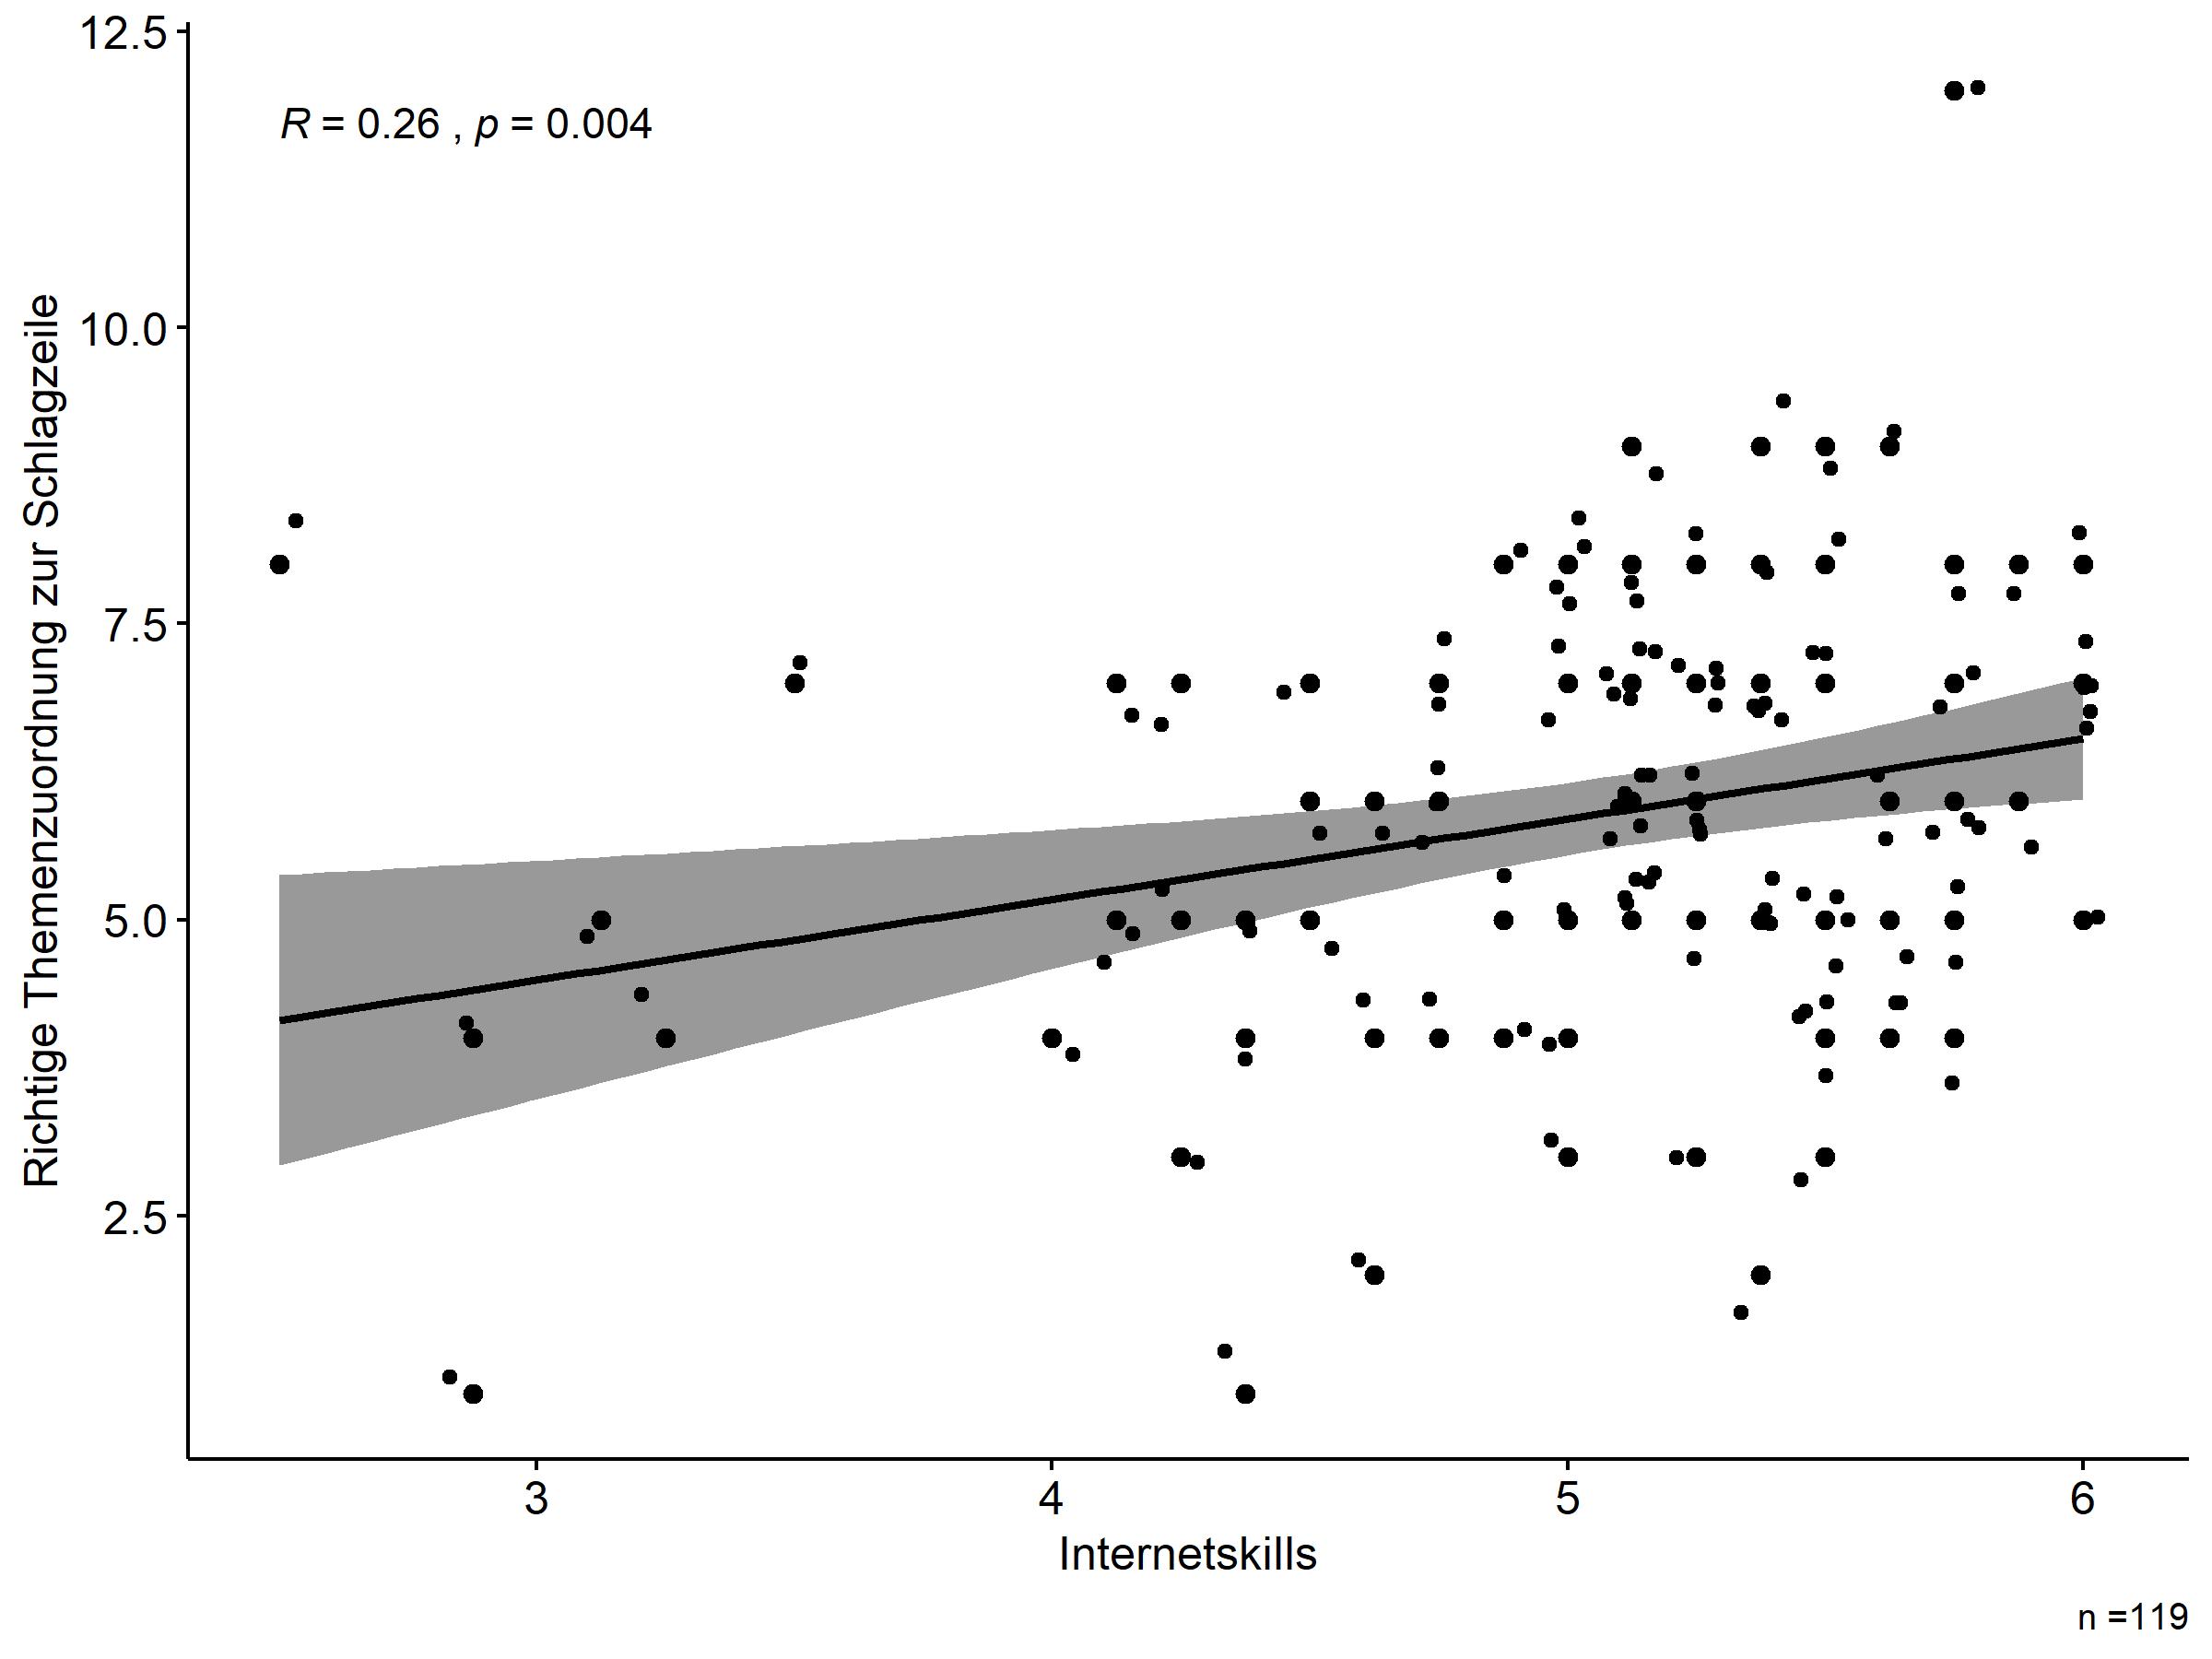 Richtige Themenzuordnung zur Schlagzeile
12.5
10.0
7.5
5.0
2.5
R = 0.26 , p = 0.004
3 4 5 6
Internetskills
n =119